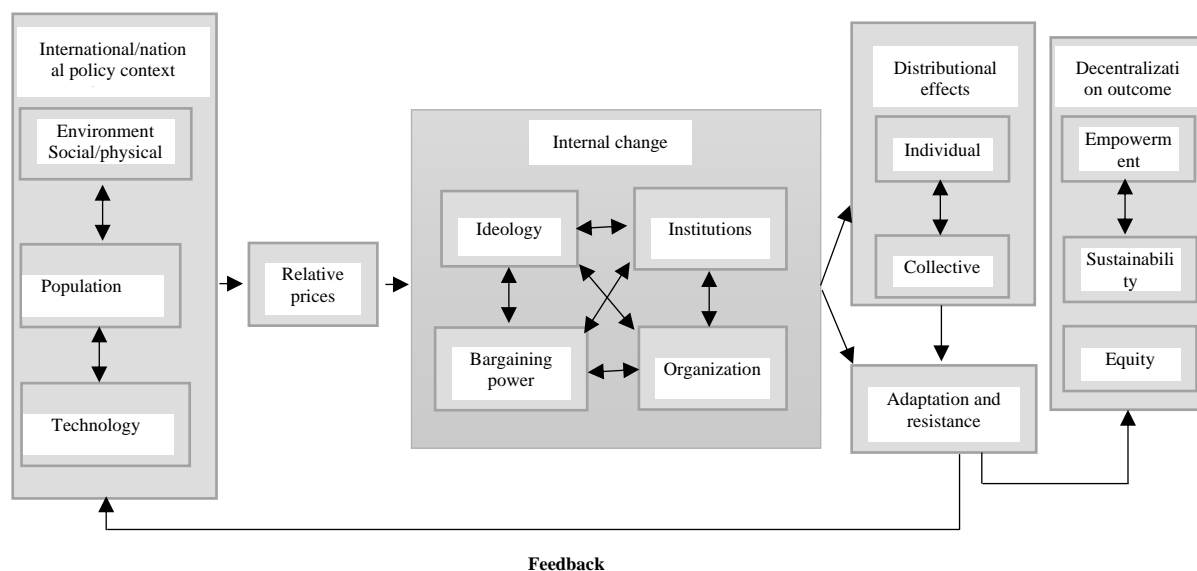 International/nation
al policy context
Environment
Social/physical
Population
Technology
Relative
prices
Internal change
Ideology
Institutions
Bargaining
power
Organization
Distributional
effects
Individual
Collective
Adaptation and
resistance
Decentralizati
on outcome
Empowerm
ent
Sustainabili
ty
Equity
Feedback